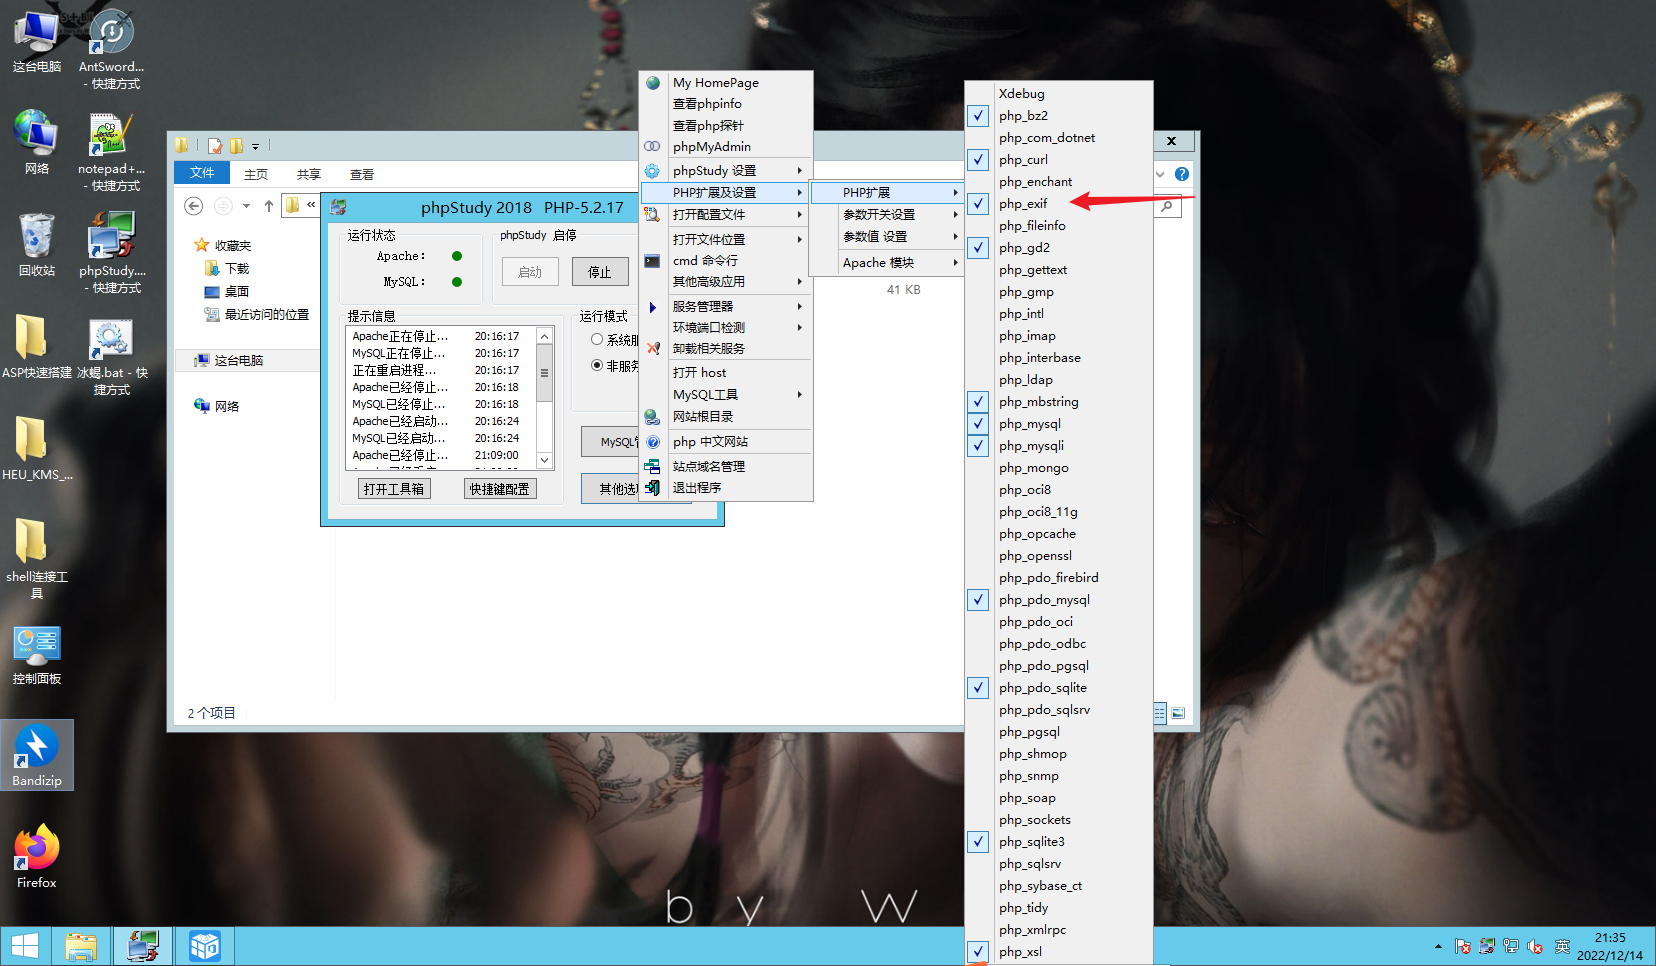 这台电脑
AntSword...
- 快捷方式
网络
notepad+...
- 快捷方式
回收站
phpStudy....
- 快捷方式
ASP快速搭建
冰蝎.bat - 快
捷方式
HEU_KMS_...
shell连接工
具
控制面板
Bandizip
Firefox
文件
主页
共享
查看
«
收藏夹
下载
桌面
最近访问的位置
这台电脑
网络
2 个项目
41 KB
phpStudy 2018 PHP-5.2.17
运行状态
Apache:
MySQL:
phpStudy 启停
启动
停止
提示信息
Apache正在停止... 20:16:17
MySQL正在停止... 20:16:17
正在重启进程... 20:16:17
Apache已经停止... 20:16:18
MySQL已经停止... 20:16:18
Apache已经启动... 20:16:24
MySQL已经启动... 20:16:24
Apache已经停止... 21:09:00
打开工具箱
快捷键配置
运行模式
系统服
非服务
MySQL管
其他选项
My HomePage
查看phpinfo
查看php探针
phpMyAdmin
phpStudy 设置
PHP扩展及设置
打开配置文件
打开文件位置
cmd 命令行
其他高级应用
服务管理器
环境端口检测
卸载相关服务
打开 host
MySQL工具
网站根目录
php 中文网站
站点域名管理
退出程序
PHP扩展
参数开关设置
参数值 设置
Apache 模块
Xdebug
php_bz2
php_com_dotnet
php_curl
php_enchant
php_exif
php_fileinfo
php_gd2
php_gettext
php_gmp
php_intl
php_imap
php_interbase
php_ldap
php_mbstring
php_mysql
php_mysqli
php_mongo
php_oci8
php_oci8_11g
php_opcache
php_openssl
php_pdo_firebird
php_pdo_mysql
php_pdo_oci
php_pdo_odbc
php_pdo_pgsql
php_pdo_sqlite
php_pdo_sqlsrv
php_pgsql
php_shmop
php_snmp
php_soap
php_sockets
php_sqlite3
php_sqlsrv
php_sybase_ct
php_tidy
php_xmlrpc
php_xsl
by W
英
21:35
2022/12/14